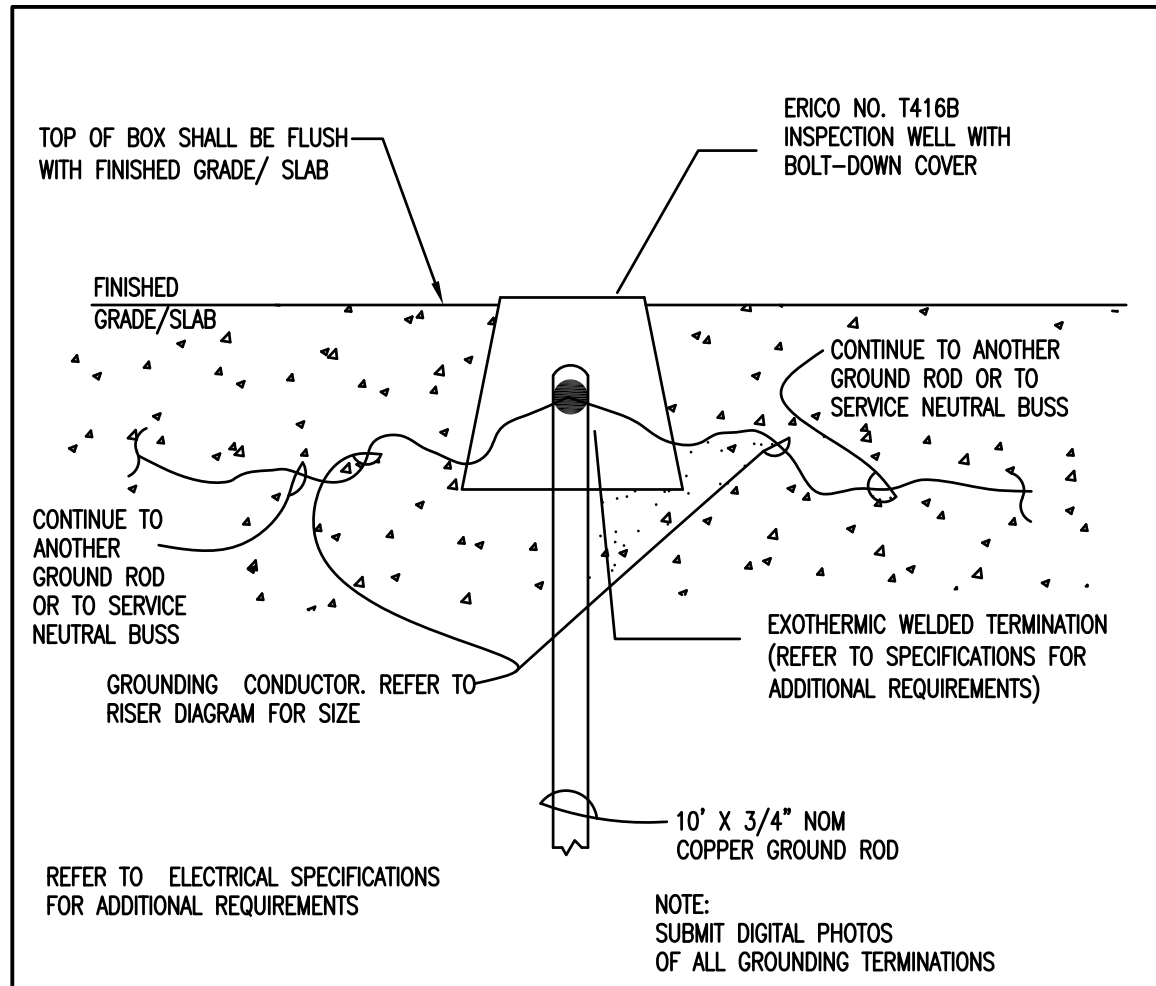 TOP OF BOX SHALL BE FLUSH
WITH FINISHED GRADE/ SLAB
ERICO NO. T416B
INSPECTION WELL WITH
BOLT-DOWN COVER
FINISHED
GRADE/SLAB
CONTINUE TO ANOTHER
GROUND ROD OR TO
SERVICE NEUTRAL BUSS
CONTINUE TO
ANOTHER
GROUND ROD
OR TO SERVICE
NEUTRAL BUSS
EXOTHERMIC WELDED TERMINATION
(REFER TO SPECIFICATIONS FOR
ADDITIONAL REQUIREMENTS)
GROUNDING CONDUCTOR. REFER TO
RISER DIAGRAM FOR SIZE
10' X 3/4" NOM
COPPER GROUND ROD
REFER TO ELECTRICAL SPECIFICATIONS
FOR ADDITIONAL REQUIREMENTS
NOTE:
SUBMIT DIGITAL PHOTOS
OF ALL GROUNDING TERMINATIONS